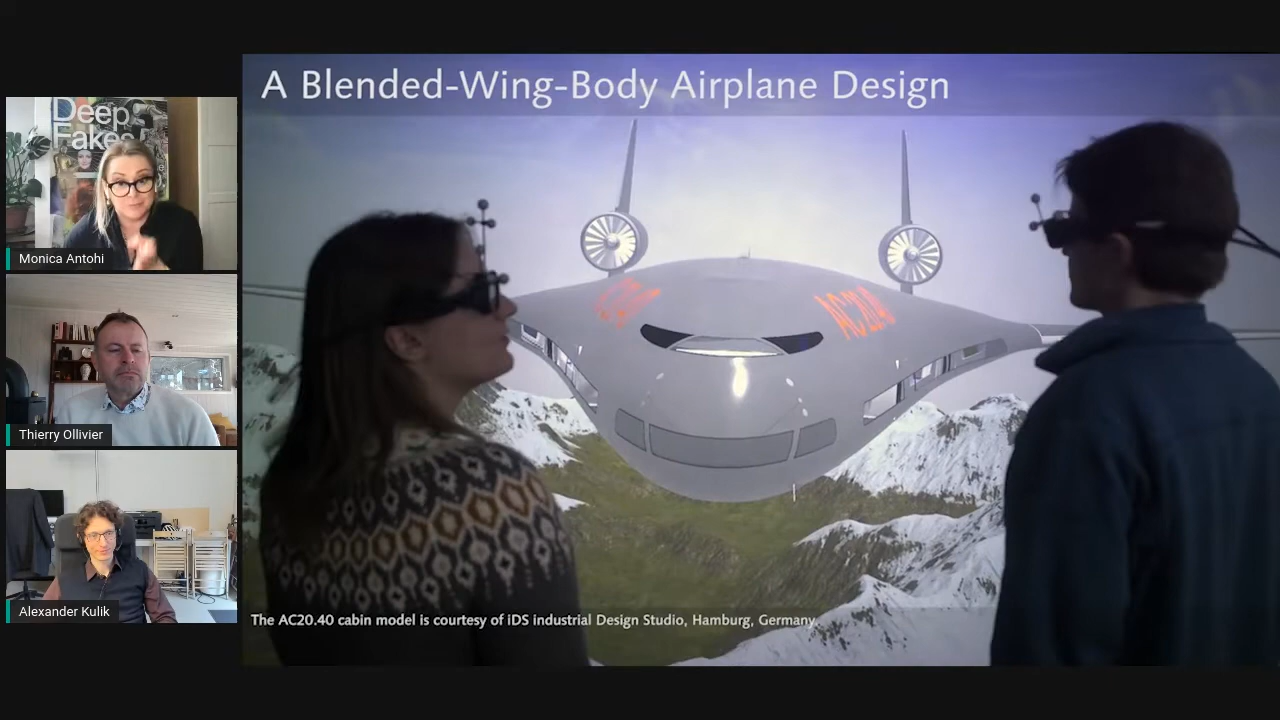 A Blended-Wing-Body Airplane Design
Deep
Fakes
Monica Antohi
Thierry Ollivier
Alexander Kulik
AC20.40
The AC20.40 cabin model is courtesy of iDS industrial Design Studio, Hamburg, Germany.